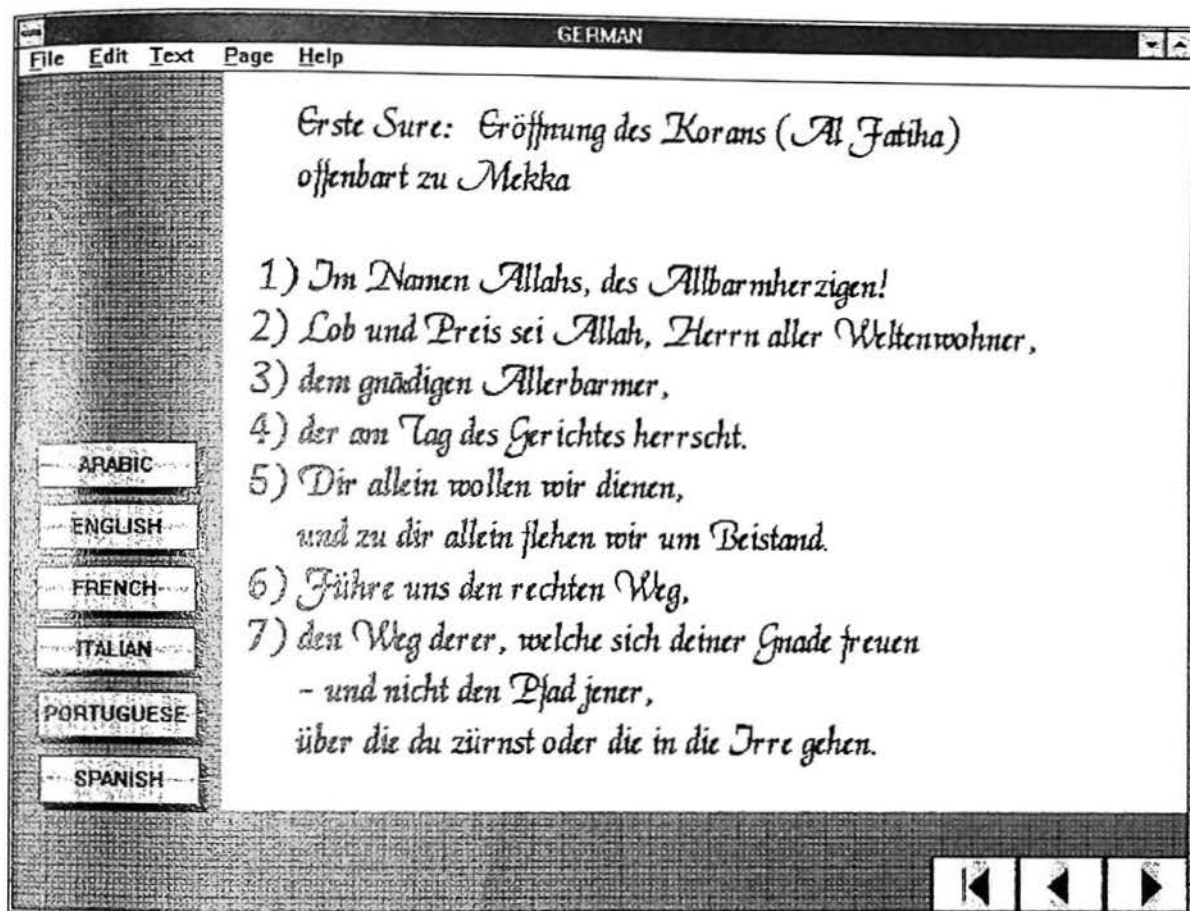 GERMAN
File Edit Text Page Help
Erste Sure: Eröffnung des Korans (Al Fatiha)
offenbart zu Mekka
1) Im Namen Allahs, des Allbarmherzigen!
2) Lob und Preis sei Allah, Herrn aller Weltenwohner,
3) dem gnädigen Allerbarmer,
4) der am Tag des Gerichtes herrscht.
5) Dir allein wollen wir dienen,
und zu dir allein flehen wir um Beistand.
6) Führe uns den rechten Weg,
7) den Weg derer, welche sich deiner Gnade freuen
- und nicht den Pfad jener,
über die du zürnst oder die in die Irre gehen.
ARABIC
ENGLISH
FRENCH
ITALIAN
PORTUGUESE
SPANISH